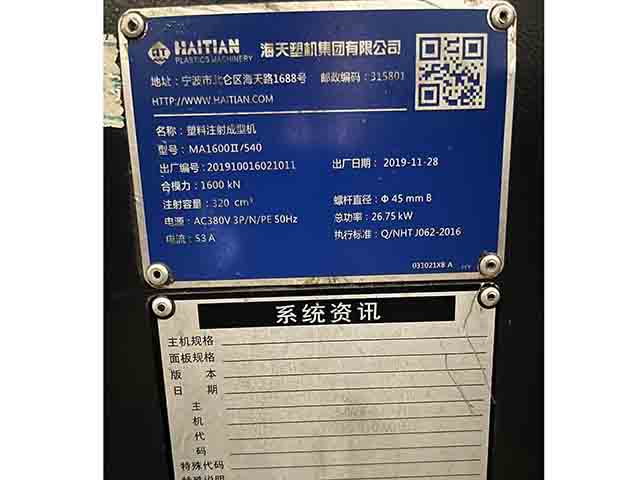 HT HAITIAN 海天塑机集团有限公司
PLASTICS MACHINERY
地址：宁波市北仑区海天路1688号 邮政编码：315801
HTTP://WWW.HAITIAN.COM
名称：塑料注射成型机
型号：MA1600II/540
出厂编号：201910016021011 出厂日期：2019-11-28
合模力：1600 kN
注射容量：320 cm³ 螺杆直径：Φ 45 mm B
电源：AC380V 3P/N/PE 50Hz 总功率：26.75 kW
电流：53 A 执行标准：Q/NHT J062-2016
031021X8 A
系统资讯
主机规格
面板规格
版本
日期
主
机
代
码
特殊代码
特殊说明